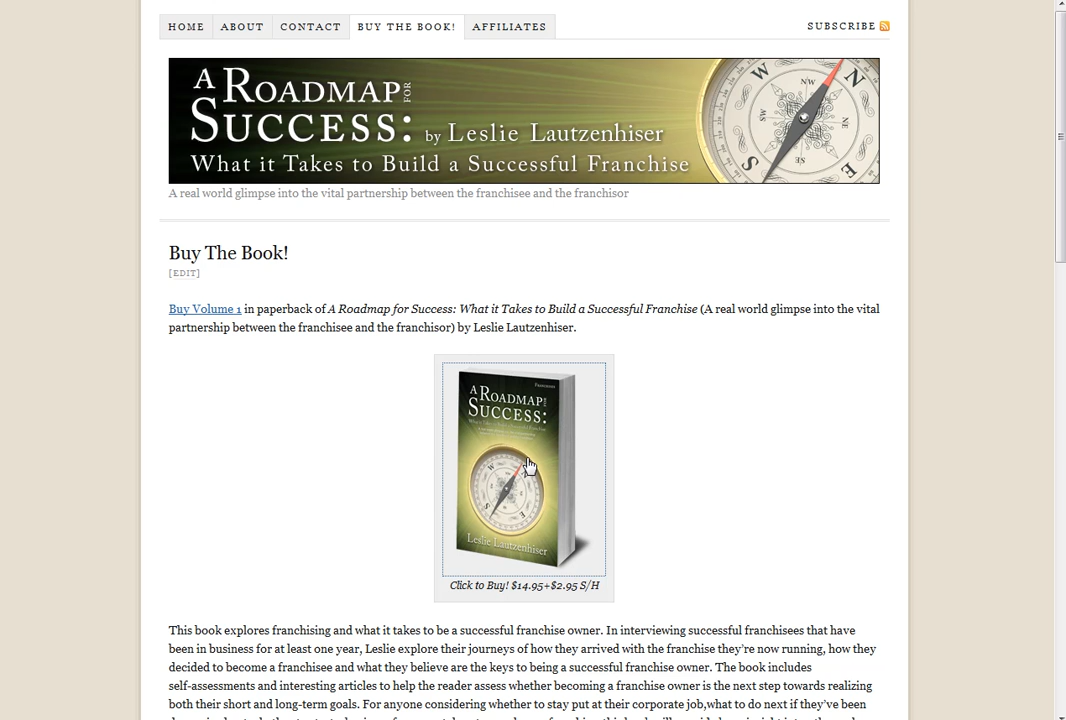 HOME ABOUT CONTACT BUY THE BOOK! AFFILIATES SUBSCRIBE
A ROADMAP FOR
SUCCESS: by Leslie Lautzenhiser
What it Takes to Build a Successful Franchise
A real world glimpse into the vital partnership between the franchisee and the franchisor
Buy The Book!
[EDIT]
Buy Volume 1 in paperback of A Roadmap for Success: What it Takes to Build a Successful Franchise (A real world glimpse into the vital
partnership between the franchisee and the franchisor) by Leslie Lautzenhiser.
A ROADMAP FOR
SUCCESS:
Leslie Lautzenhiser
Click to Buy! $14.95+$2.95 S/H
This book explores franchising and what it takes to be a successful franchise owner. In interviewing successful franchisees that have
been in business for at least one year, Leslie explore their journeys of how they arrived with the franchise they're now running, how they
decided to become a franchisee and what they believe are the keys to being a successful franchise owner. The book includes
self-assessments and interesting articles to help the reader assess whether becoming a franchise owner is the next step towards realizing
both their short and long-term goals. For anyone considering whether to stay put at their corporate job,what to do next if they've been